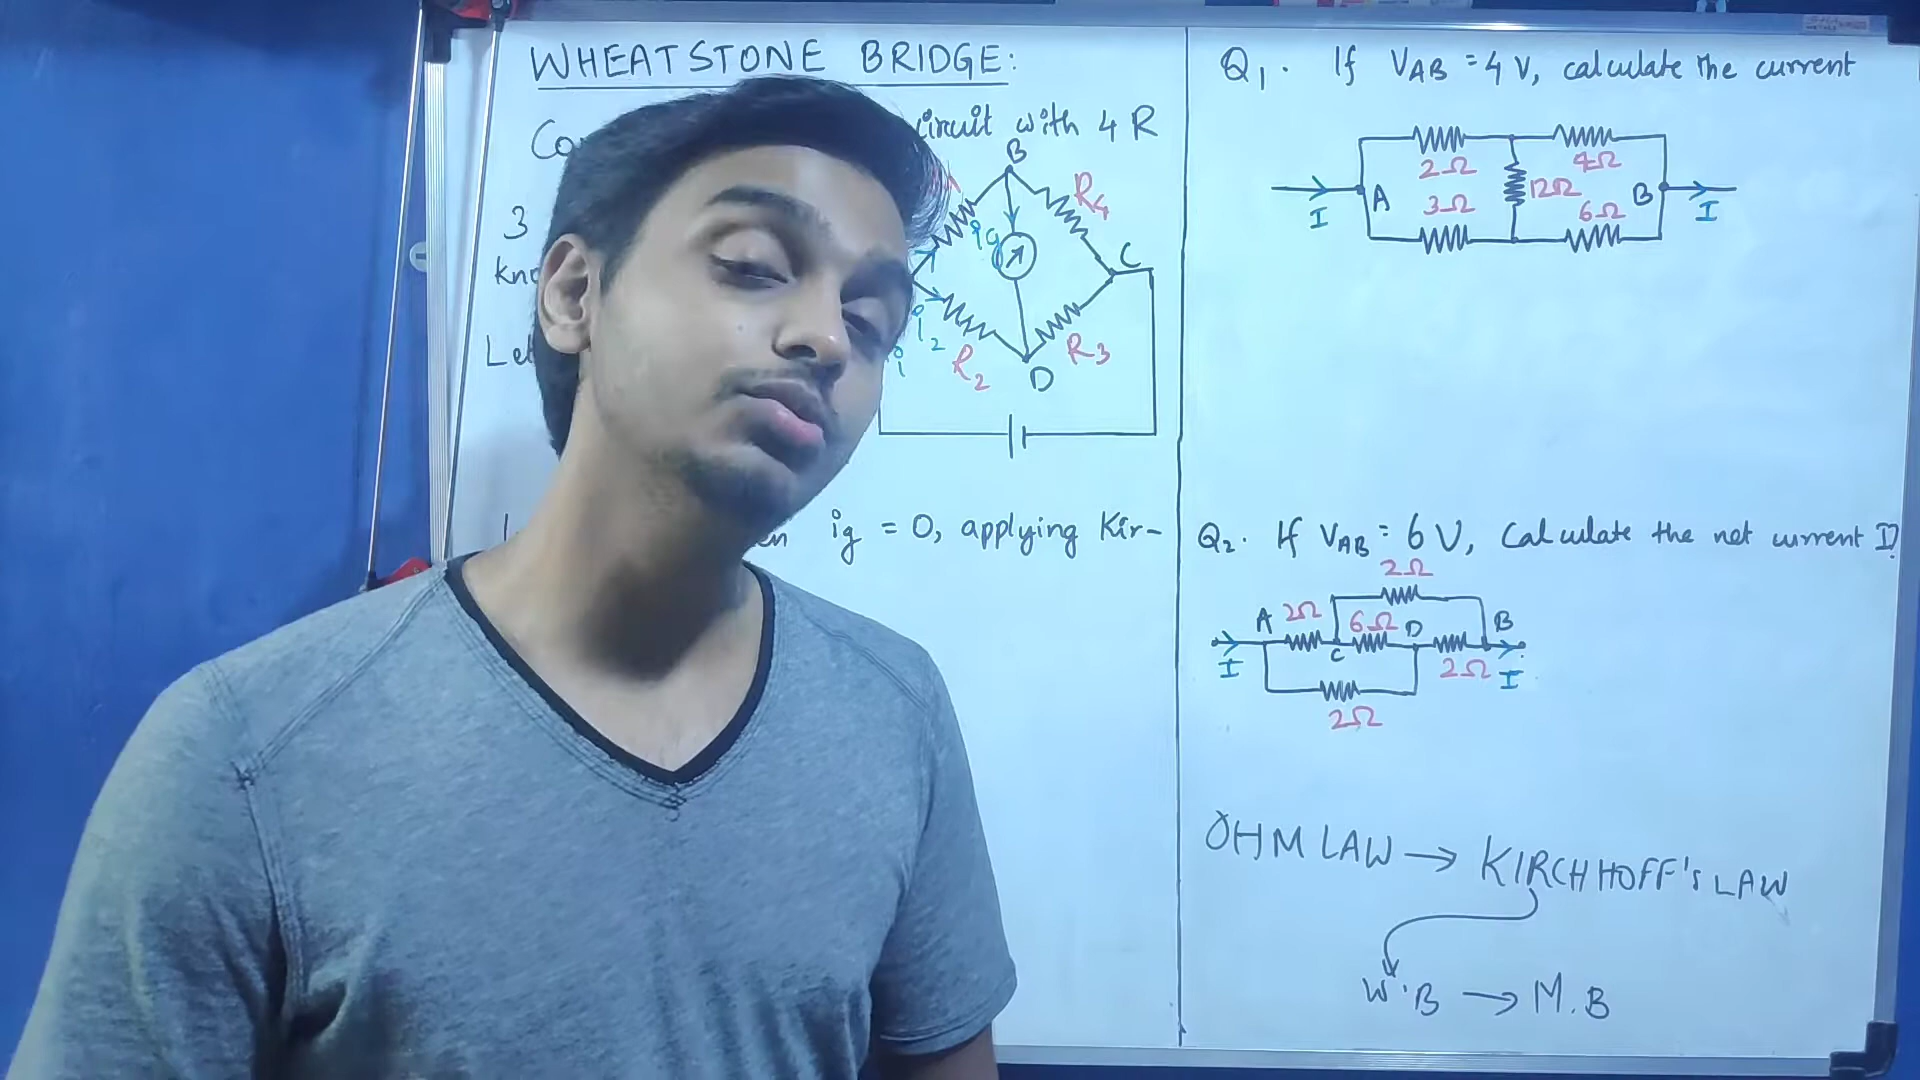 WHEATSTONE BRIDGE:
circuit with 4 R
B
R4
ig
C
i2
i
R2
R3
D
3
Let
ig = 0, applying Kir-
Q1. If VAB = 4 V, calculate the current
2Ω 4Ω
A 12Ω B
I 3Ω 6Ω I
Q2. If VAB = 6 V, Calculate the net current I?
2Ω
A 2Ω 6Ω D B
C
I 2Ω I
2Ω
OHM LAW → KIRCHHOFF'S LAW
W.B → M.B